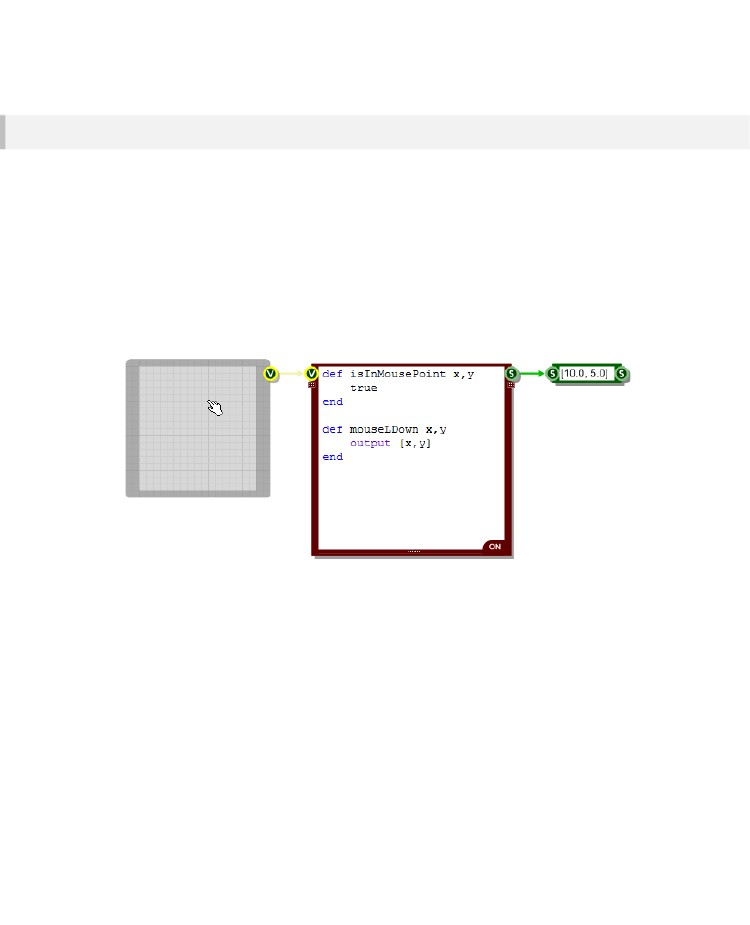 V
V
def isInMousePoint x,y
true
end
def mouseLDown x,y
output [x,y]
end
ON
S
S
[10.0, 5.0]
S